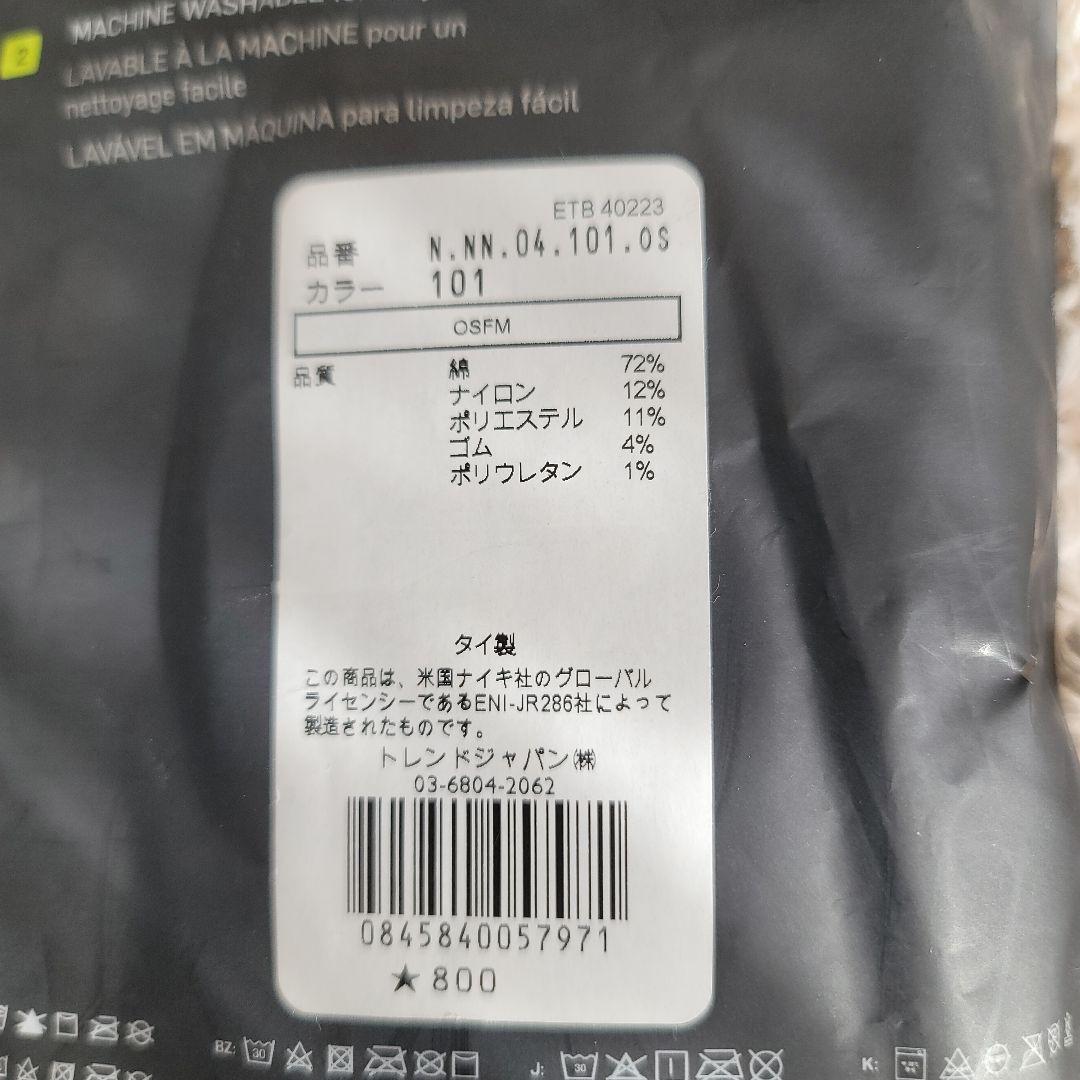 MACHINE WASHABLE
2
LAVABLE À LA MACHINE pour un
nettoyage facile
LAVÁVEL EM MÁQUINA para limpeza fácil
ETB 40223
品番 N.NN.04.101.OS
カラー 101
OSFM
品質 綿 72%
ナイロン 12%
ポリエステル 11%
ゴム 4%
ポリウレタン 1%
タイ製
この商品は、米国ナイキ社のグローバル
ライセンシーであるENI-JR286社によって
製造されたものです。
トレンドジャパン㈱
03-6804-2062
0845840057971
★800
BZ: 30 J: 30 K: